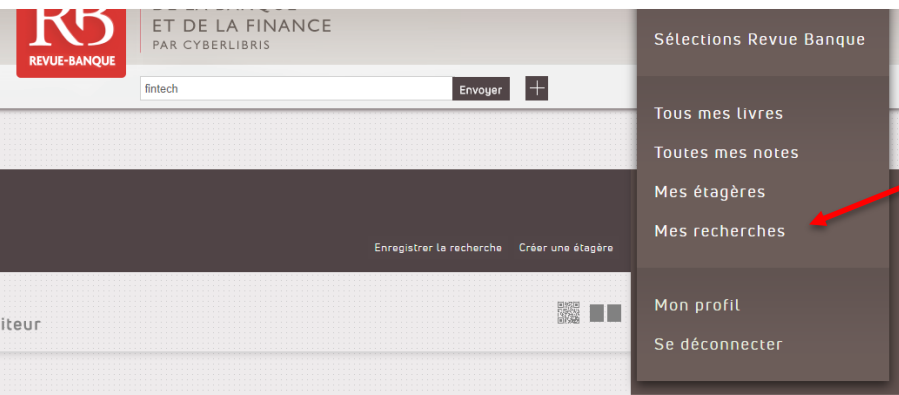 RB
REVUE-BANQUE
ET DE LA FINANCE
PAR CYBERLIBRIS
fintech
Envoyer
Enregistrer la recherche Créer une étagère
iteur
Sélections Revue Banque
Tous mes livres
Toutes mes notes
Mes étagères
Mes recherches
Mon profil
Se déconnecter